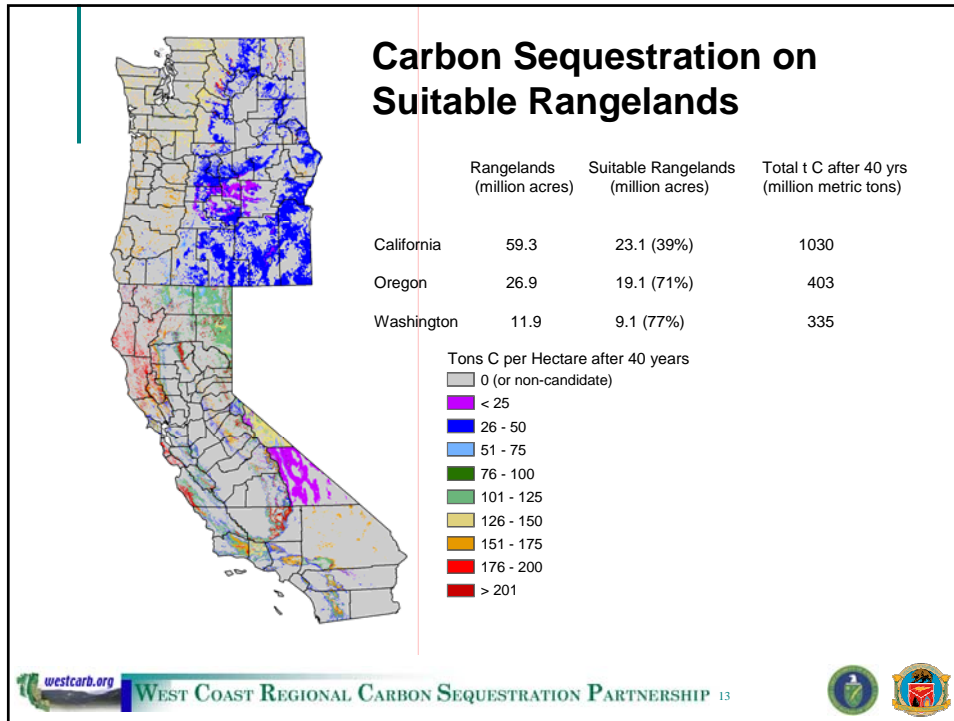 Carbon Sequestration on
Suitable Rangelands
Rangelands Suitable Rangelands Total t C after 40 yrs
(million acres) (million acres) (million metric tons)
California 59.3 23.1 (39%) 1030
Oregon 26.9 19.1 (71%) 403
Washington 11.9 9.1 (77%) 335
Tons C per Hectare after 40 years
0 (or non-candidate)
< 25
26 - 50
51 - 75
76 - 100
101 - 125
126 - 150
151 - 175
176 - 200
> 201
westcarb.org
WEST COAST REGIONAL CARBON SEQUESTRATION PARTNERSHIP 13